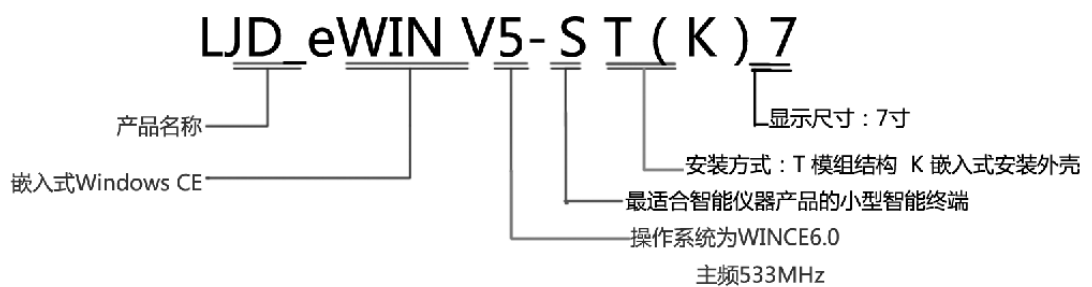 LJD_eWIN V5-S T(K)_7
产品名称
显示尺寸：7寸
安装方式：T 模组结构 K 嵌入式安装外壳
嵌入式Windows CE
最适合智能仪器产品的小型智能终端
操作系统为WINCE6.0
主频533MHz